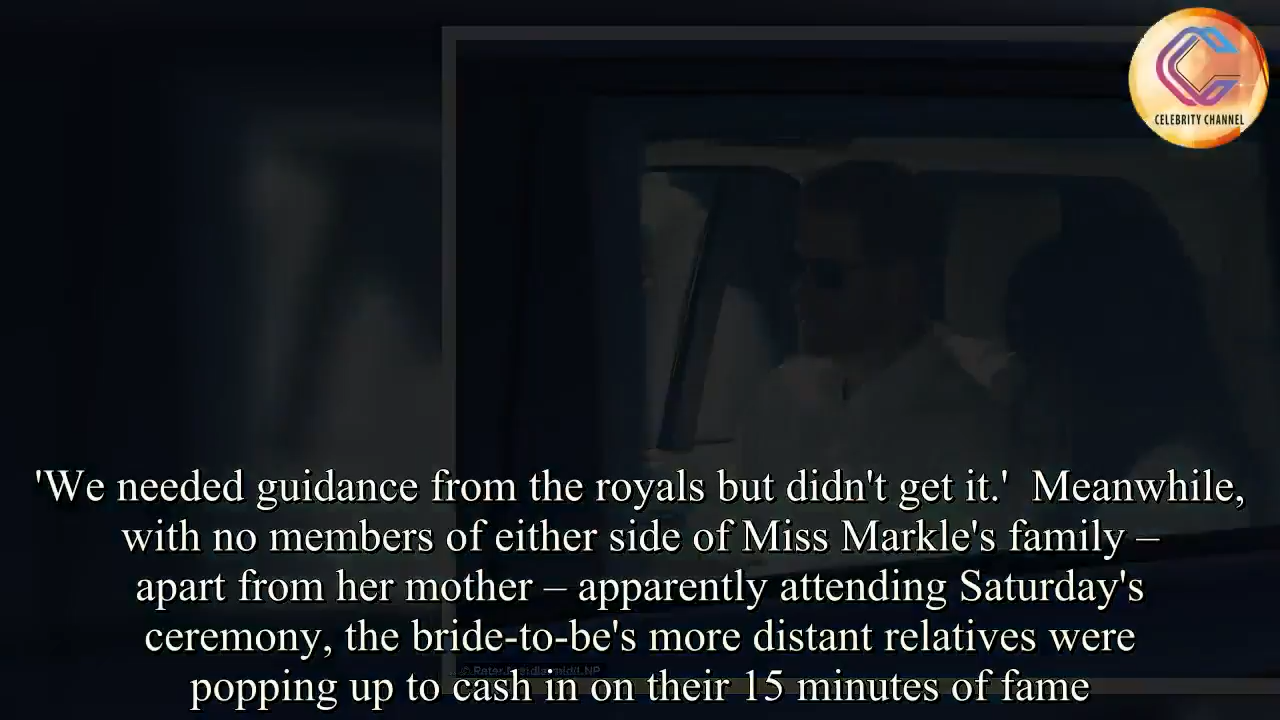 CELEBRITY CHANNEL
'We needed guidance from the royals but didn't get it.'  Meanwhile,
with no members of either side of Miss Markle's family –
apart from her mother – apparently attending Saturday's
ceremony, the bride-to-be's more distant relatives were
popping up to cash in on their 15 minutes of fame